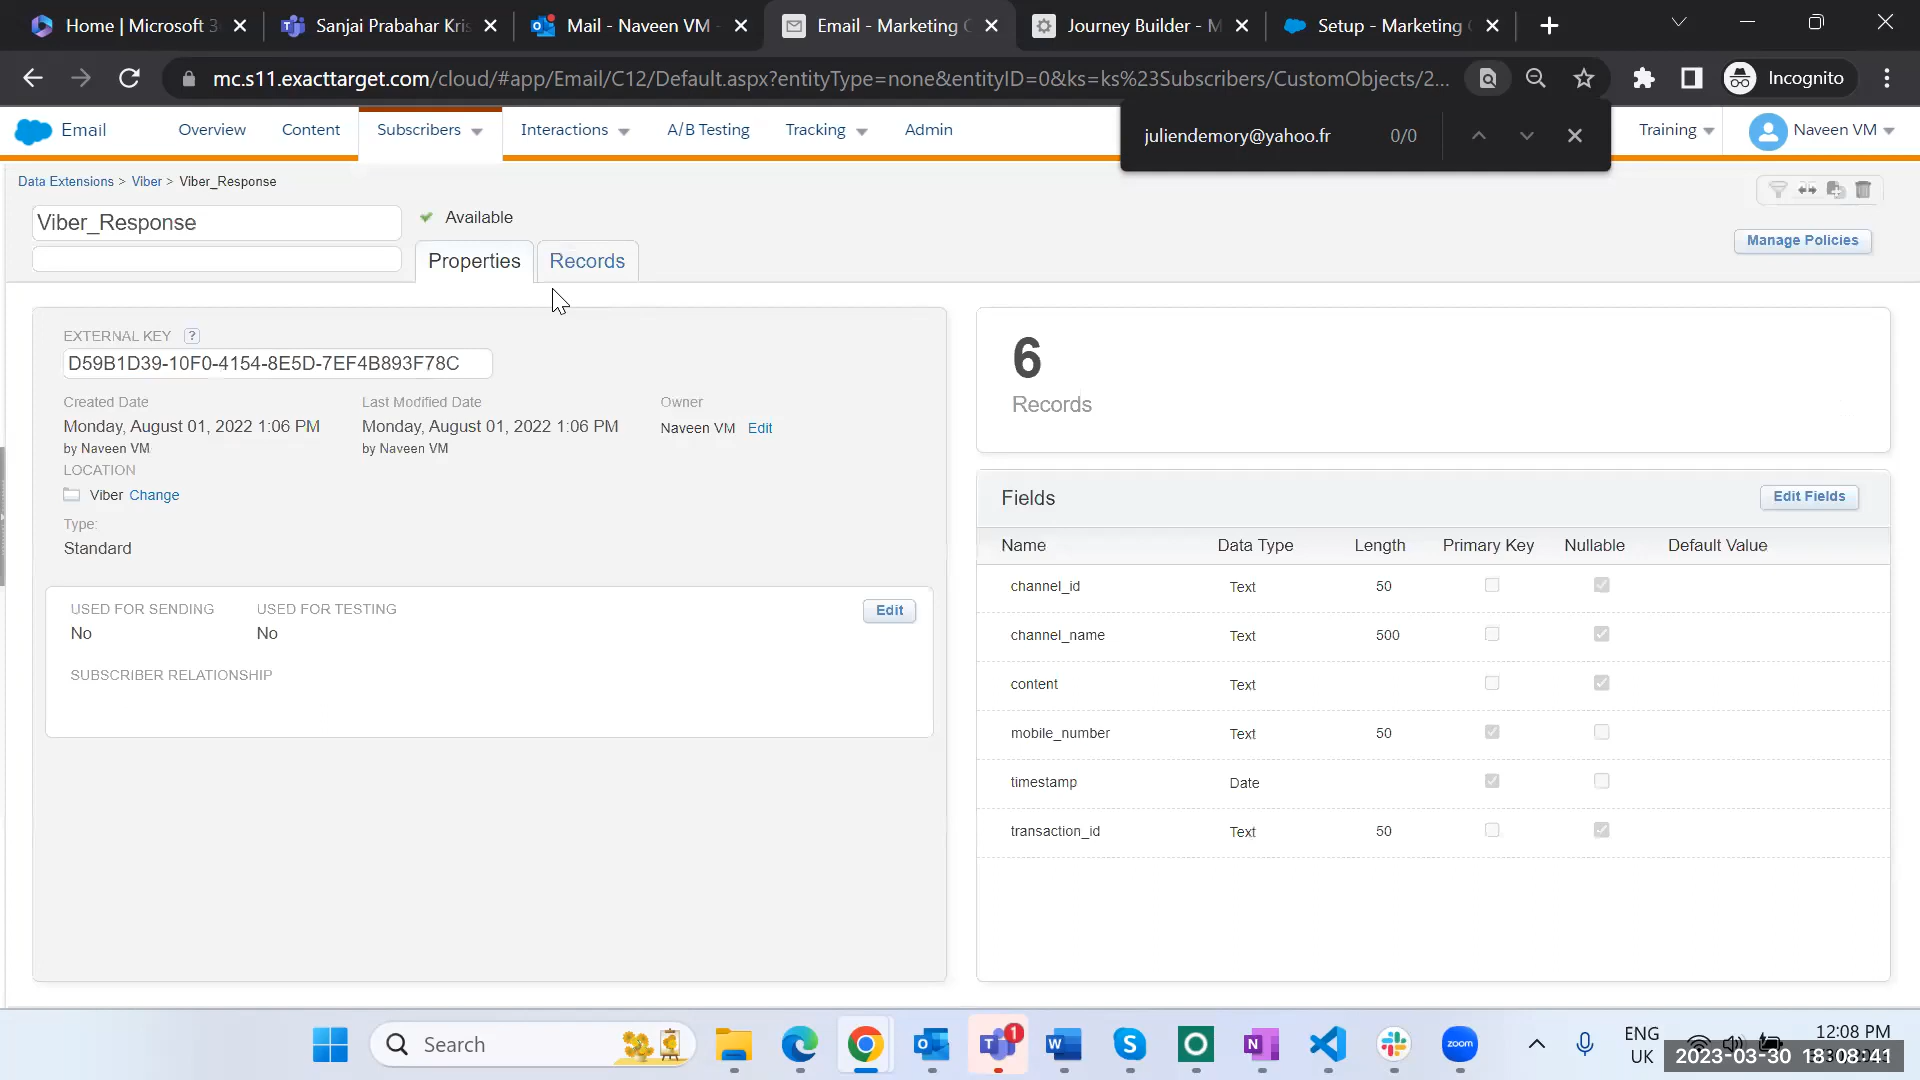 Home | Microsoft 3
Sanjai Prabahar Kris
Mail - Naveen VM -
Email - Marketing C
Journey Builder - M
Setup - Marketing C
mc.s11.exacttarget.com/cloud/#app/Email/C12/Default.aspx?entityType=none&entityID=0&ks=ks%23Subscribers/CustomObjects/2...
Incognito
juliendemory@yahoo.fr 0/0
Email
Overview
Content
Subscribers
Interactions
A/B Testing
Tracking
Admin
Training
Naveen VM
Data Extensions > Viber > Viber_Response
Viber_Response
Available
Manage Policies
Properties
Records
EXTERNAL KEY ?
D59B1D39-10F0-4154-8E5D-7EF4B893F78C
Created Date
Monday, August 01, 2022 1:06 PM
by Naveen VM
Last Modified Date
Monday, August 01, 2022 1:06 PM
by Naveen VM
Owner
Naveen VM Edit
LOCATION
Viber Change
Type:
Standard
USED FOR SENDING
No
USED FOR TESTING
No
Edit
SUBSCRIBER RELATIONSHIP
6
Records
Fields
Edit Fields
Name Data Type Length Primary Key Nullable Default Value
channel_id Text 50
channel_name Text 500
content Text
mobile_number Text 50
timestamp Date
transaction_id Text 50
Search
1
zoom
ENG
UK
12:08 PM
2023-03-30 18:08:41